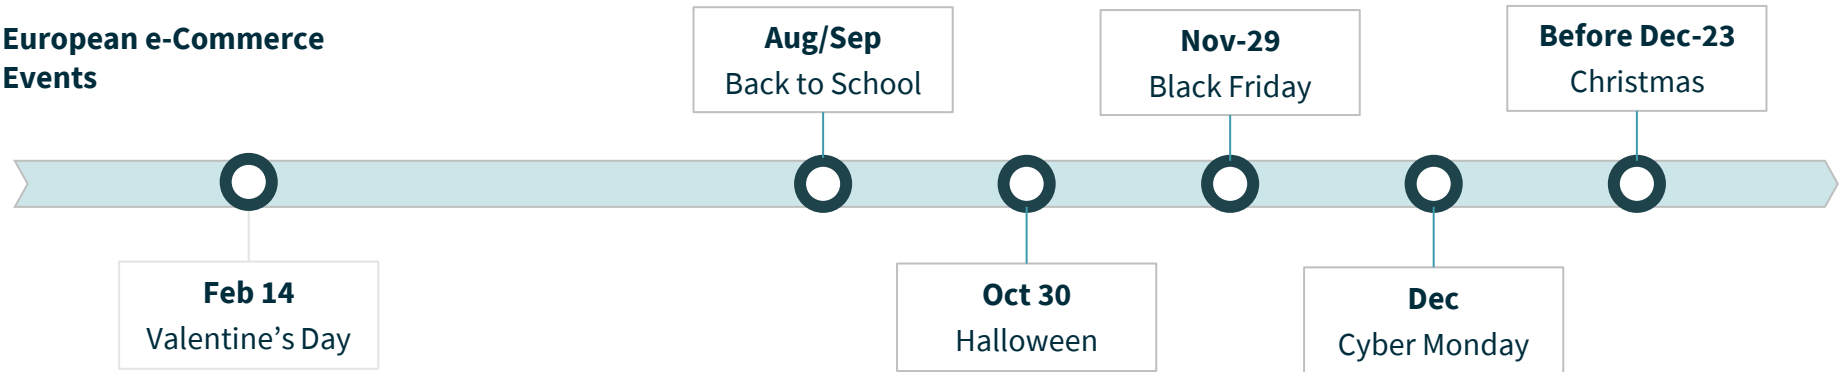 European e-Commerce
Events
Feb 14
Valentine’s Day
Aug/Sep
Back to School
Oct 30
Halloween
Nov-29
Black Friday
Dec
Cyber Monday
Before Dec-23
Christmas